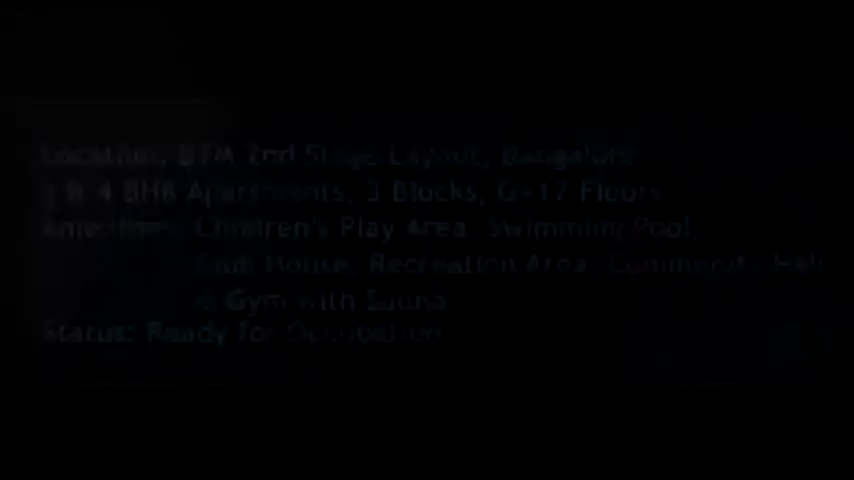 Location: BTM 2nd Stage Layout, Bangalore
& 4 BHK Apartments, 3 Blocks, G+17 Floors
Amenities: Children's Play Area, Swimming Pool,
Club House, Recreation Area, Community Hall
& Gym with Sauna
Status: Ready for Occupation